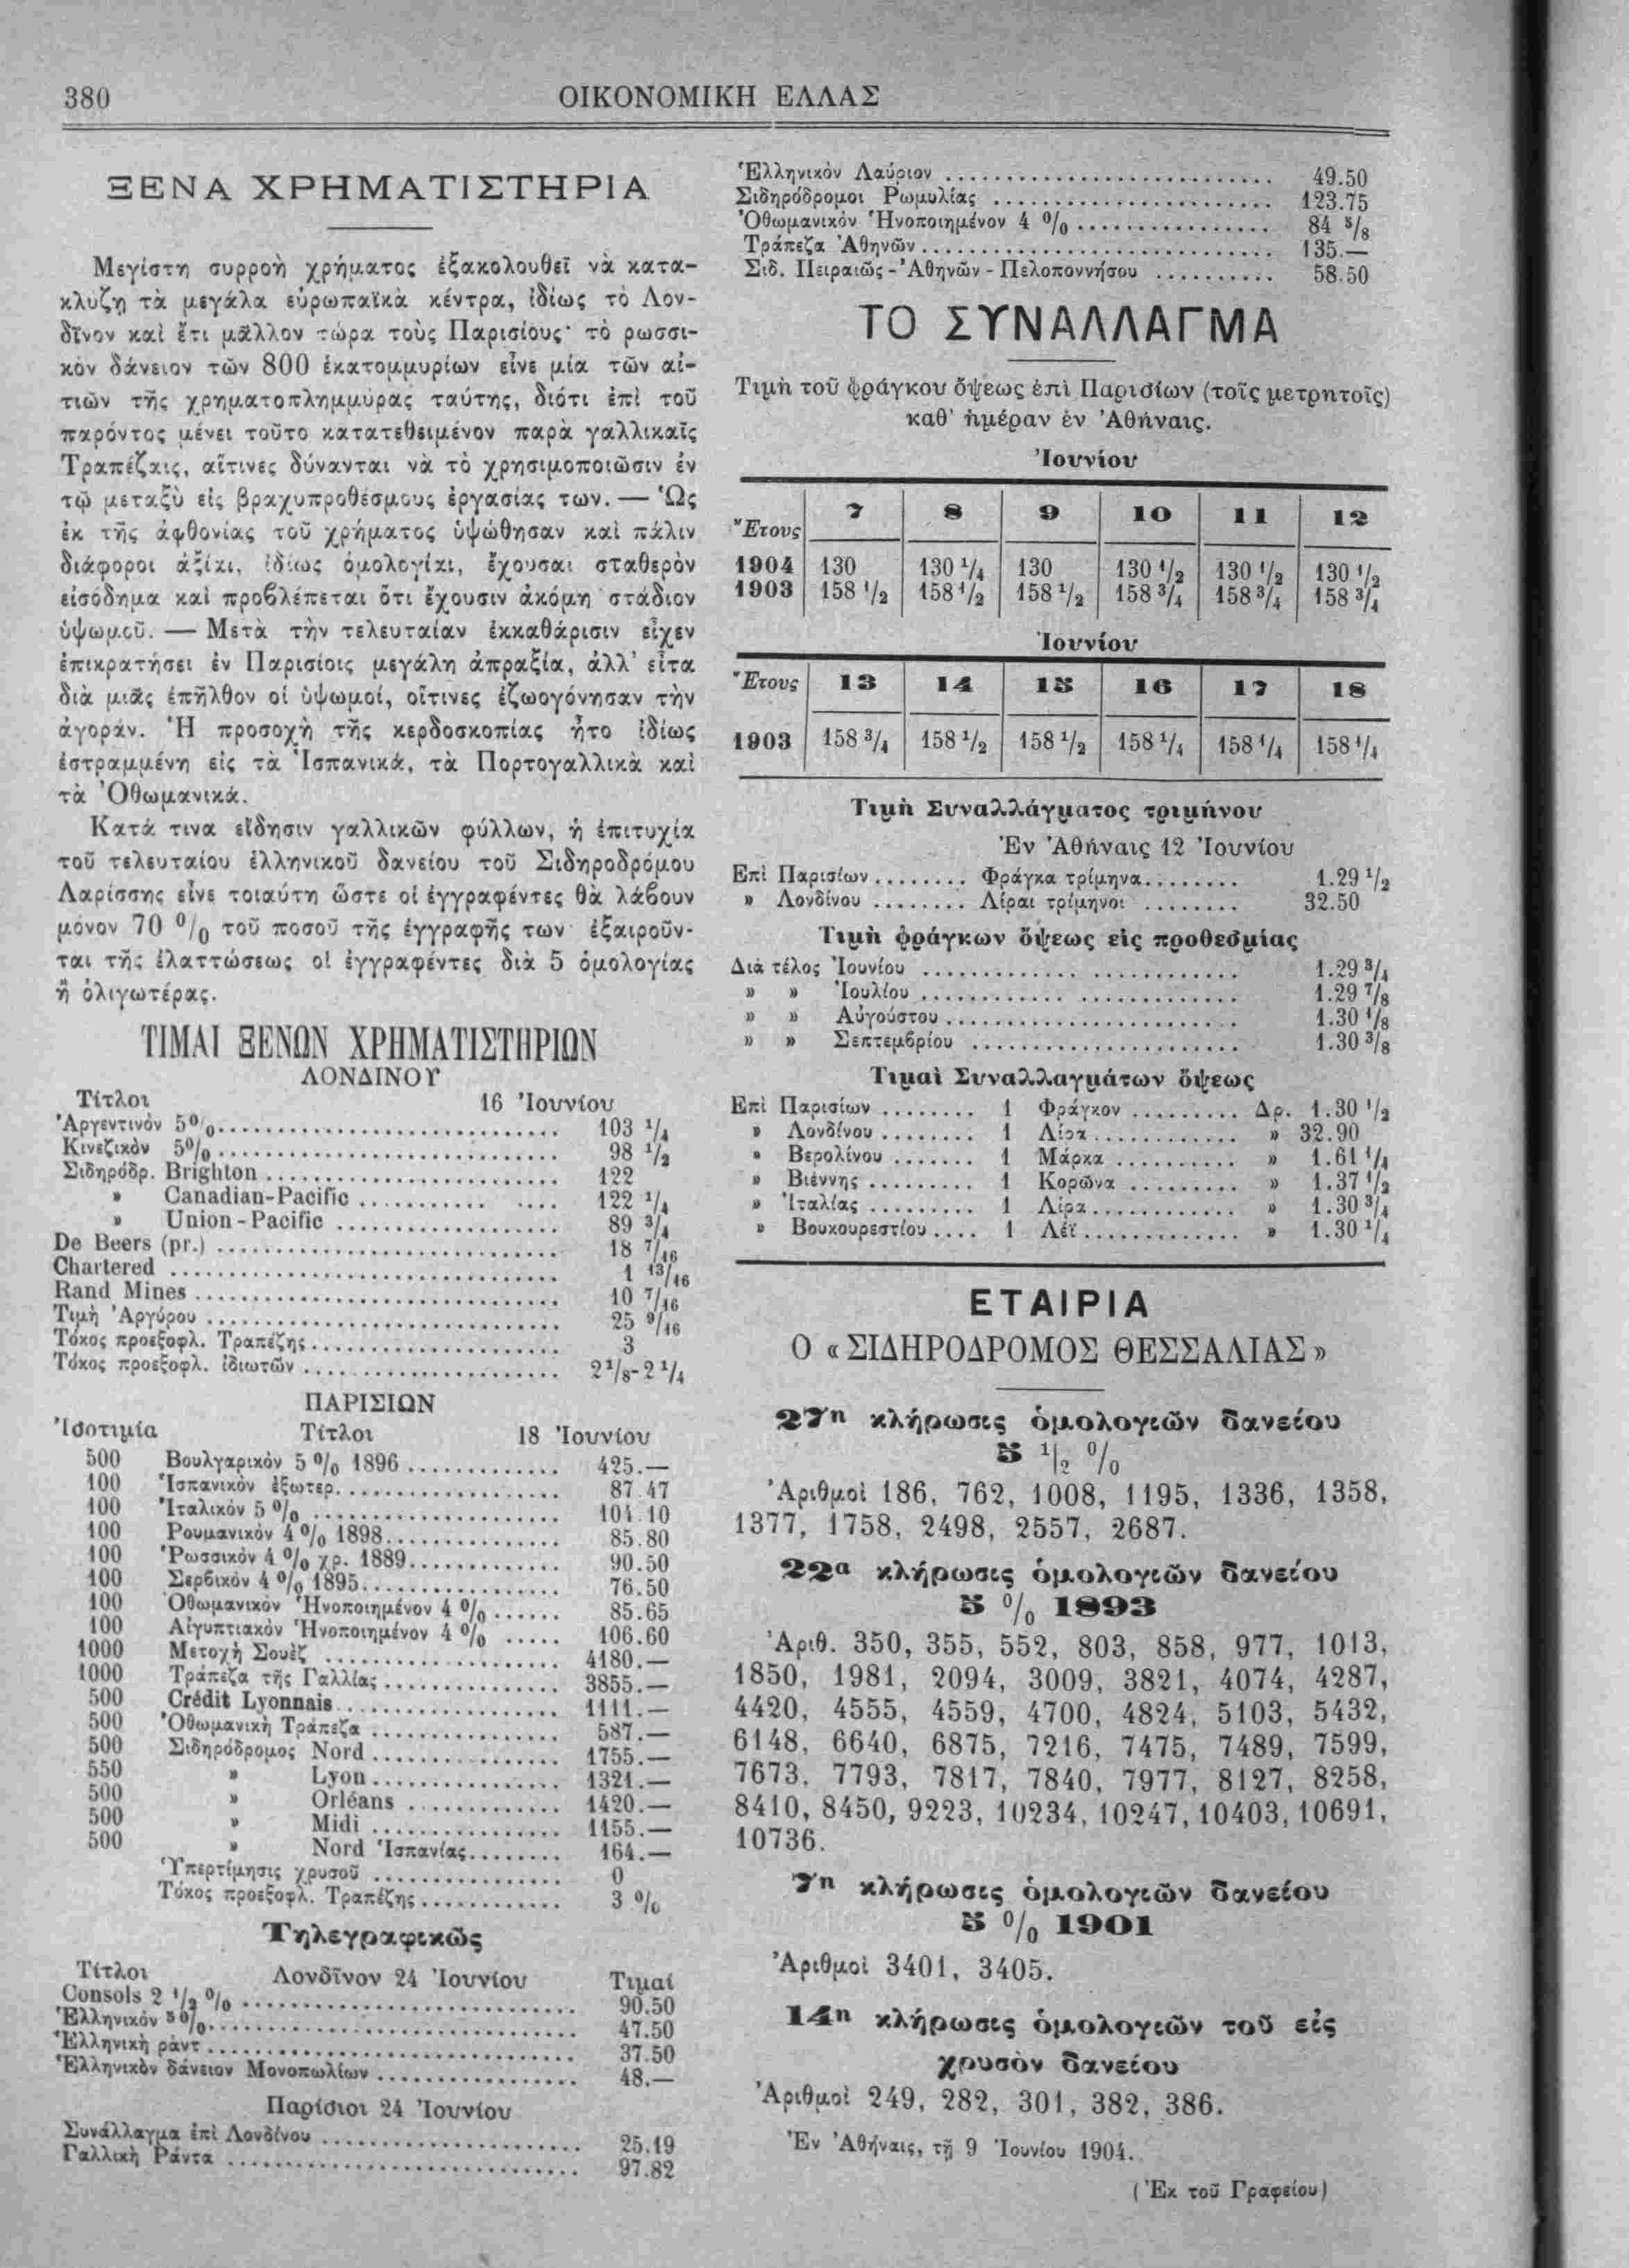 380
ΟΙΚΟΝΟΜΙΚΗ ΕΛΛΑΣ
ΞΕΝΑ ΧΡΗΜΑΤΙΣΤΗΡΙΑ
Μεγίστη συρροὴ χρήματος ἐξακολουθεῖ νὰ κατα-
κλύζῃ τὰ μεγάλα εὐρωπαϊκὰ κέντρα, ἰδίως τὸ Λον-
δῖνον καὶ ἔτι μᾶλλον τώρα τοὺς Παρισίους· τὸ ρωσσι-
κὸν δάνειον τῶν 800 ἑκατομμυρίων εἶνε μία τῶν αἰ-
τιῶν τῆς χρηματοπλημμύρας ταύτης, διότι ἐπὶ τοῦ
παρόντος μένει τοῦτο κατατεθειμένον παρὰ γαλλικαῖς
Τραπέζαις, αἵτινες δύνανται νὰ τὸ χρησιμοποιῶσιν ἐν
τῷ μεταξὺ εἰς βραχυπροθέσμους ἐργασίας των. — Ὡς
ἐκ τῆς ἀφθονίας τοῦ χρήματος ὑψώθησαν καὶ πάλιν
διάφοροι ἀξίαι, ἰδίως ὁμολογίαι, ἔχουσαι σταθερὸν
εἰσόδημα καὶ προβλέπεται ὅτι ἔχουσιν ἀκόμη στάδιον
ὑψωμοῦ. — Μετὰ τὴν τελευταίαν ἐκκαθάρισιν εἶχεν
ἐπικρατήσει ἐν Παρισίοις μεγάλη ἀπραξία, ἀλλ' εἶτα
διὰ μιᾶς ἐπῆλθον οἱ ὑψωμοί, οἵτινες ἐζωογόνησαν τὴν
ἀγοράν. Ἡ προσοχὴ τῆς κερδοσκοπίας ἦτο ἰδίως
ἐστραμμένη εἰς τὰ Ἱσπανικά, τὰ Πορτογαλλικὰ καὶ
τὰ Ὀθωμανικά.
Κατά τινα εἴδησιν γαλλικῶν φύλλων, ἡ ἐπιτυχία
τοῦ τελευταίου ἑλληνικοῦ δανείου τοῦ Σιδηροδρόμου
Λαρίσσης εἶνε τοιαύτη ὥστε οἱ ἐγγραφέντες θὰ λάβουν
μόνον 70 % τοῦ ποσοῦ τῆς ἐγγραφῆς των· ἐξαιροῦν-
ται τῆς ἐλαττώσεως οἱ ἐγγραφέντες διὰ 5 ὁμολογίας
ἢ ὀλιγωτέρας.
ΤΙΜΑΙ ΞΕΝΩΝ ΧΡΗΜΑΤΙΣΤΗΡΙΩΝ
ΛΟΝΔΙΝΟΥ
Τίτλοι 16 Ἰουνίου
Ἀργεντινὸν 5% 103 1/4
Κινεζικὸν 5% 98 1/2
Σιδηρόδρ. Brighton 122
» Canadian-Pacific 122 1/4
» Union-Pacific 89 3/4
De Beers (pr.) 18 7/16
Chartered 1 13/16
Rand Mines 10 7/16
Τιμὴ Ἀργύρου 25 9/16
Τόκος προεξοφλ. Τραπέζης 3
Τόκος προεξοφλ. ἰδιωτῶν 2 1/8-2 1/4
ΠΑΡΙΣΙΩΝ
Ἰσοτιμία Τίτλοι 18 Ἰουνίου
500 Βουλγαρικὸν 5 % 1896 425.—
100 Ἱσπανικὸν ἐξωτερ. 87.47
100 Ἰταλικὸν 5 % 104.10
100 Ρουμανικὸν 4 % 1898 85.80
100 Ῥωσσικὸν 4 % χρ. 1889 90.50
100 Σερβικὸν 4 % 1895 76.50
100 Ὀθωμανικὸν Ἡνοποιημένον 4 % 85.65
100 Αἰγυπτιακὸν Ἡνοποιημένον 4 % 106.60
1000 Μετοχὴ Σουὲζ 4180.—
1000 Τράπεζα τῆς Γαλλίας 3855.—
500 Crédit Lyonnais 1111.—
500 Ὀθωμανικὴ Τράπεζα 587.—
500 Σιδηρόδρομος Nord 1755.—
550 » Lyon 1321.—
500 » Orléans 1420.—
500 » Midi 1155.—
500 » Nord Ἱσπανίας 164.—
Ὑπερτίμησις χρυσοῦ 0
Τόκος προεξοφλ. Τραπέζης 3 %
Τηλεγραφικῶς
Τίτλοι Λονδῖνον 24 Ἰουνίου Τιμαί
Consols 2 1/2 % 90.50
Ἑλληνικὸν 5% 47.50
Ἑλληνικὴ ράντ 37.50
Ἑλληνικὸν δάνειον Μονοπωλίων 48.—
Παρίσιοι 24 Ἰουνίου
Συνάλλαγμα ἐπὶ Λονδίνου 25.19
Γαλλικὴ Ράντα 97.82
Ἑλληνικὸν Λαύριον 49.50
Σιδηρόδρομοι Ρωμυλίας 123.75
Ὀθωμανικὸν Ἡνοποιημένον 4 % 84 5/8
Τράπεζα Ἀθηνῶν 135.—
Σιδ. Πειραιῶς-Ἀθηνῶν-Πελοποννήσου 58.50
ΤΟ ΣΥΝΑΛΛΑΓΜΑ
Τιμὴ τοῦ φράγκου ὄψεως ἐπὶ Παρισίων (τοῖς μετρητοῖς)
καθ' ἡμέραν ἐν Ἀθήναις.
Ἰουνίου
Ἔτους 7 8 9 10 11 12
1904 130 130 1/4 130 130 1/2 130 1/2 130 1/2
1903 158 1/2 158 1/2 158 1/2 158 3/4 158 3/4 158 3/4
Ἰουνίου
Ἔτους 13 14 15 16 17 18
1903 158 3/4 158 1/2 158 1/2 158 1/4 158 1/4 158 1/4
Τιμὴ Συναλλάγματος τριμήνου
Ἐν Ἀθήναις 12 Ἰουνίου
Ἐπὶ Παρισίων Φράγκα τρίμηνα 1.29 1/2
» Λονδίνου Λίραι τρίμηνοι 32.50
Τιμὴ φράγκων ὄψεως εἰς προθεσμίας
Διὰ τέλος Ἰουνίου 1.29 3/4
» » Ἰουλίου 1.29 7/8
» » Αὐγούστου 1.30 1/8
» » Σεπτεμβρίου 1.30 3/8
Τιμαὶ Συναλλαγμάτων ὄψεως
Ἐπὶ Παρισίων 1 Φράγκον Δρ. 1.30 1/2
» Λονδίνου 1 Λίρα » 32.90
» Βερολίνου 1 Μάρκα » 1.61 1/4
» Βιέννης 1 Κορῶνα » 1.37 1/2
» Ἰταλίας 1 Λίρα » 1.30 3/4
» Βουκουρεστίου 1 Λέϊ » 1.30 1/4
ΕΤΑΙΡΙΑ
Ο «ΣΙΔΗΡΟΔΡΟΜΟΣ ΘΕΣΣΑΛΙΑΣ»
27η κλήρωσις ὁμολογιῶν δανείου
5 1/2 %
Ἀριθμοὶ 186, 762, 1008, 1195, 1336, 1358,
1377, 1758, 2498, 2557, 2687.
22α κλήρωσις ὁμολογιῶν δανείου
5 % 1893
Ἀριθ. 350, 355, 552, 803, 858, 977, 1013,
1850, 1981, 2094, 3009, 3821, 4074, 4287,
4420, 4555, 4559, 4700, 4824, 5103, 5432,
6148, 6640, 6875, 7216, 7475, 7489, 7599,
7673, 7793, 7817, 7840, 7977, 8127, 8258,
8410, 8450, 9223, 10234, 10247, 10403, 10691,
10736.
7η κλήρωσις ὁμολογιῶν δανείου
5 % 1901
Ἀριθμοὶ 3401, 3405.
14η κλήρωσις ὁμολογιῶν τοῦ εἰς
χρυσὸν δανείου
Ἀριθμοὶ 249, 282, 301, 382, 386.
Ἐν Ἀθήναις, τῇ 9 Ἰουνίου 1904.
(Ἐκ τοῦ Γραφείου)